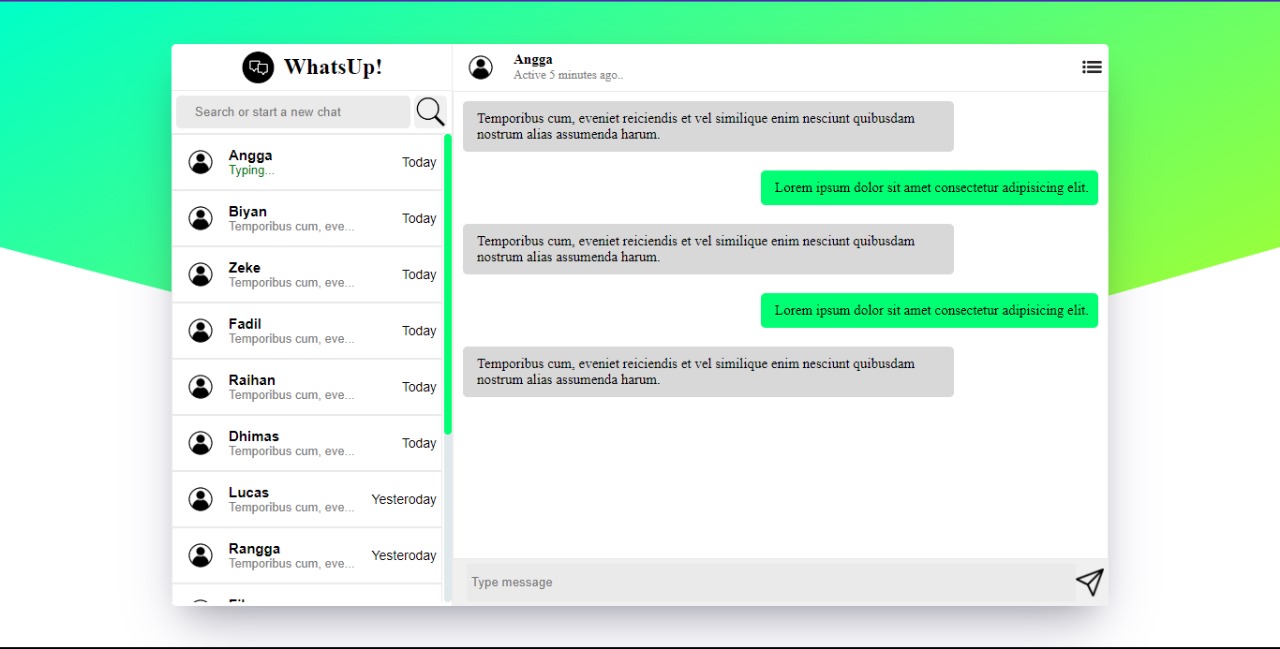 WhatsUp!
Search or start a new chat
Angga
Today
Typing...
Biyan
Today
Temporibus cum, eve...
Zeke
Today
Temporibus cum, eve...
Fadil
Today
Temporibus cum, eve...
Raihan
Today
Temporibus cum, eve...
Dhimas
Today
Temporibus cum, eve...
Lucas
Yesteroday
Temporibus cum, eve...
Rangga
Yesteroday
Temporibus cum, eve...
Angga
Active 5 minutes ago..
Temporibus cum, eveniet reiciendis et vel similique enim nesciunt quibusdam
nostrum alias assumenda harum.
Lorem ipsum dolor sit amet consectetur adipisicing elit.
Temporibus cum, eveniet reiciendis et vel similique enim nesciunt quibusdam
nostrum alias assumenda harum.
Lorem ipsum dolor sit amet consectetur adipisicing elit.
Temporibus cum, eveniet reiciendis et vel similique enim nesciunt quibusdam
nostrum alias assumenda harum.
Type message